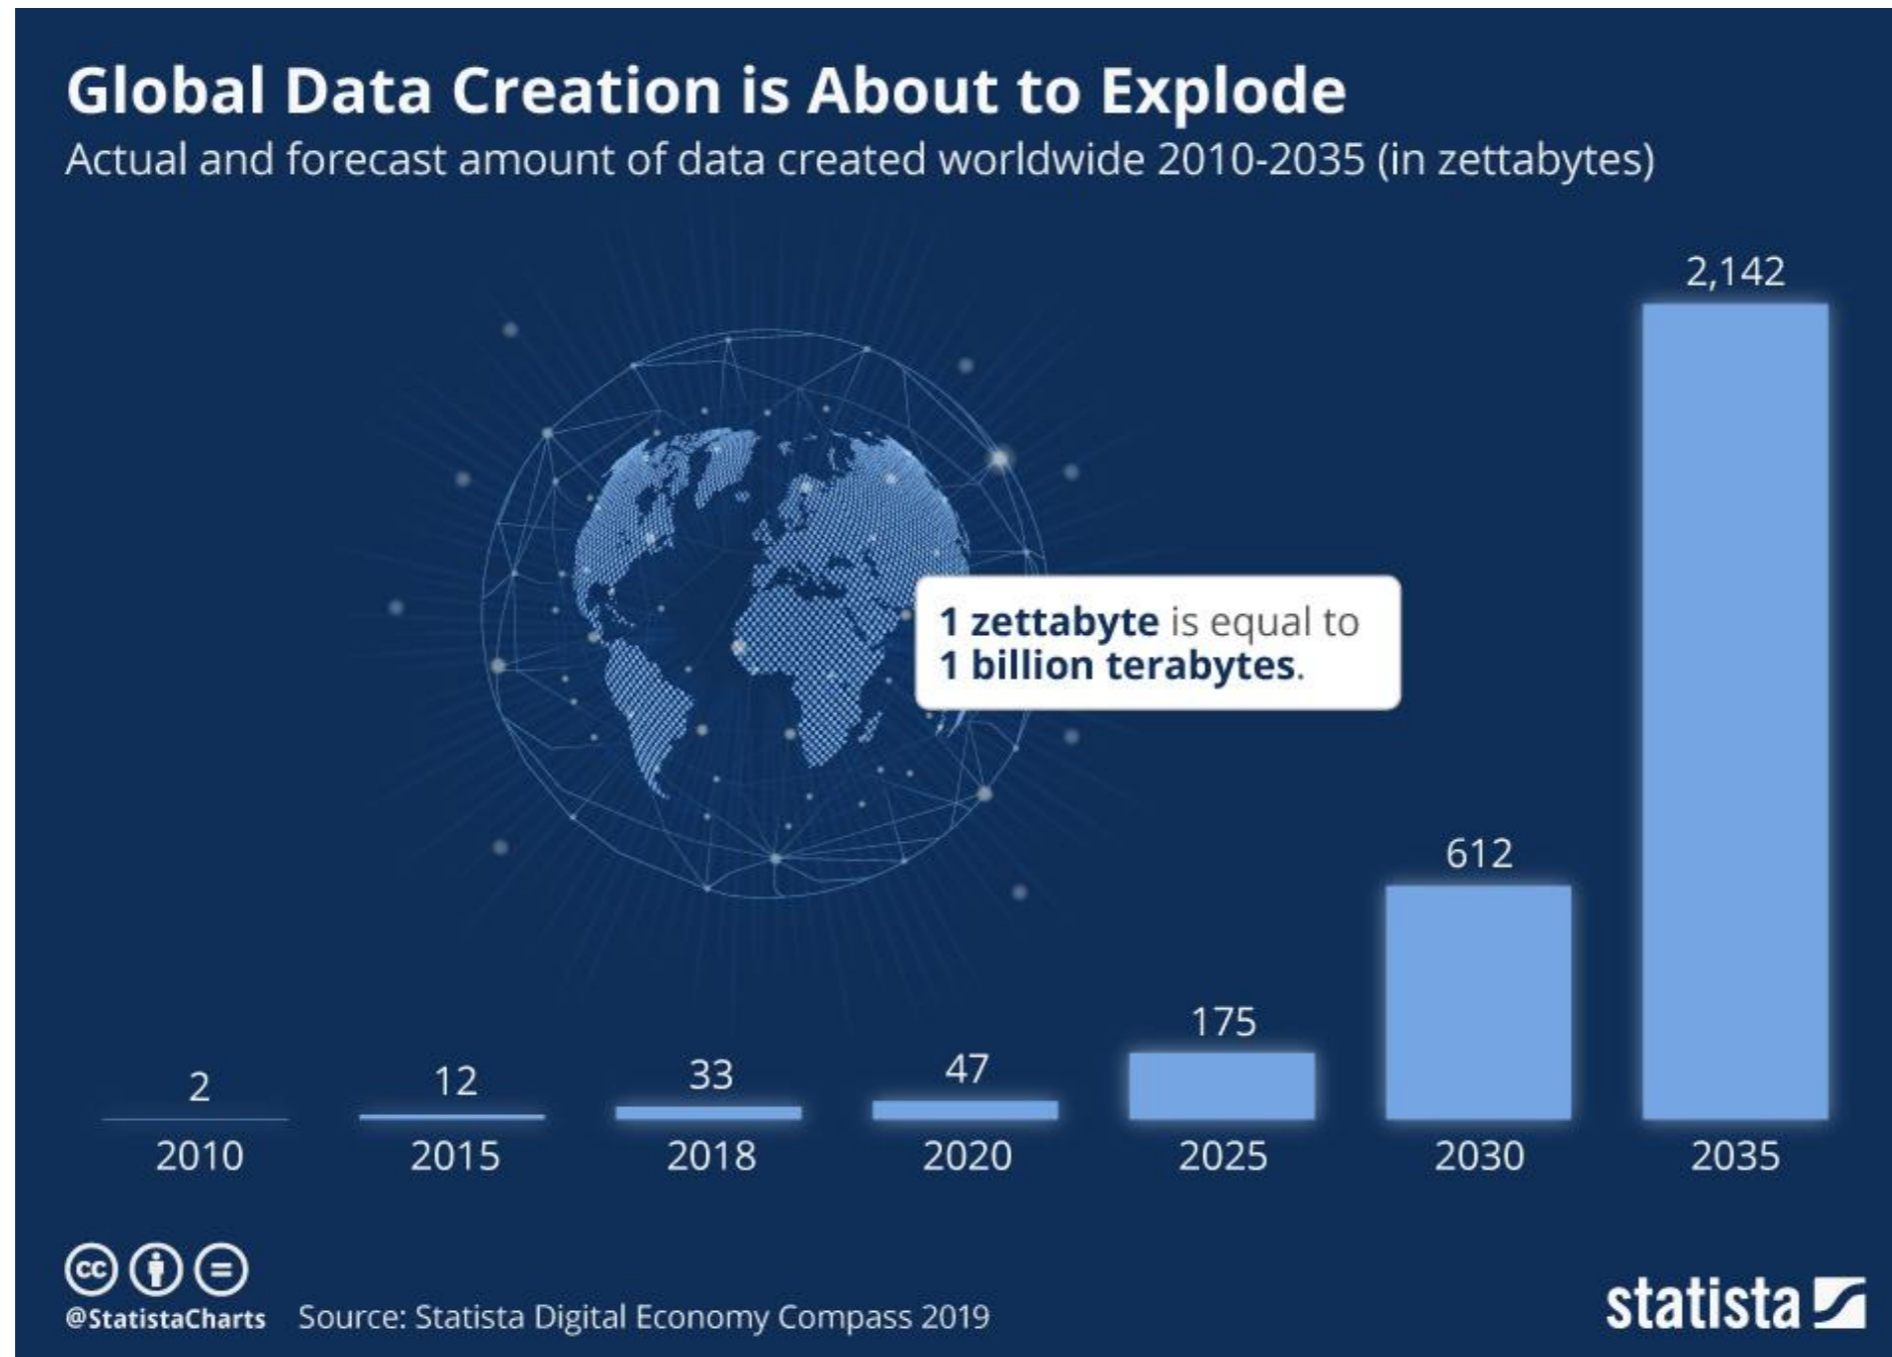 Global Data Creation is About to Explode
Actual and forecast amount of data created worldwide 2010-2035 (in zettabytes)
2,142
1 zettabyte is equal to
1 billion terabytes.
612
175
47
33
12
2
2010 2015 2018 2020 2025 2030 2035
cc
@StatistaCharts Source: Statista Digital Economy Compass 2019
statista